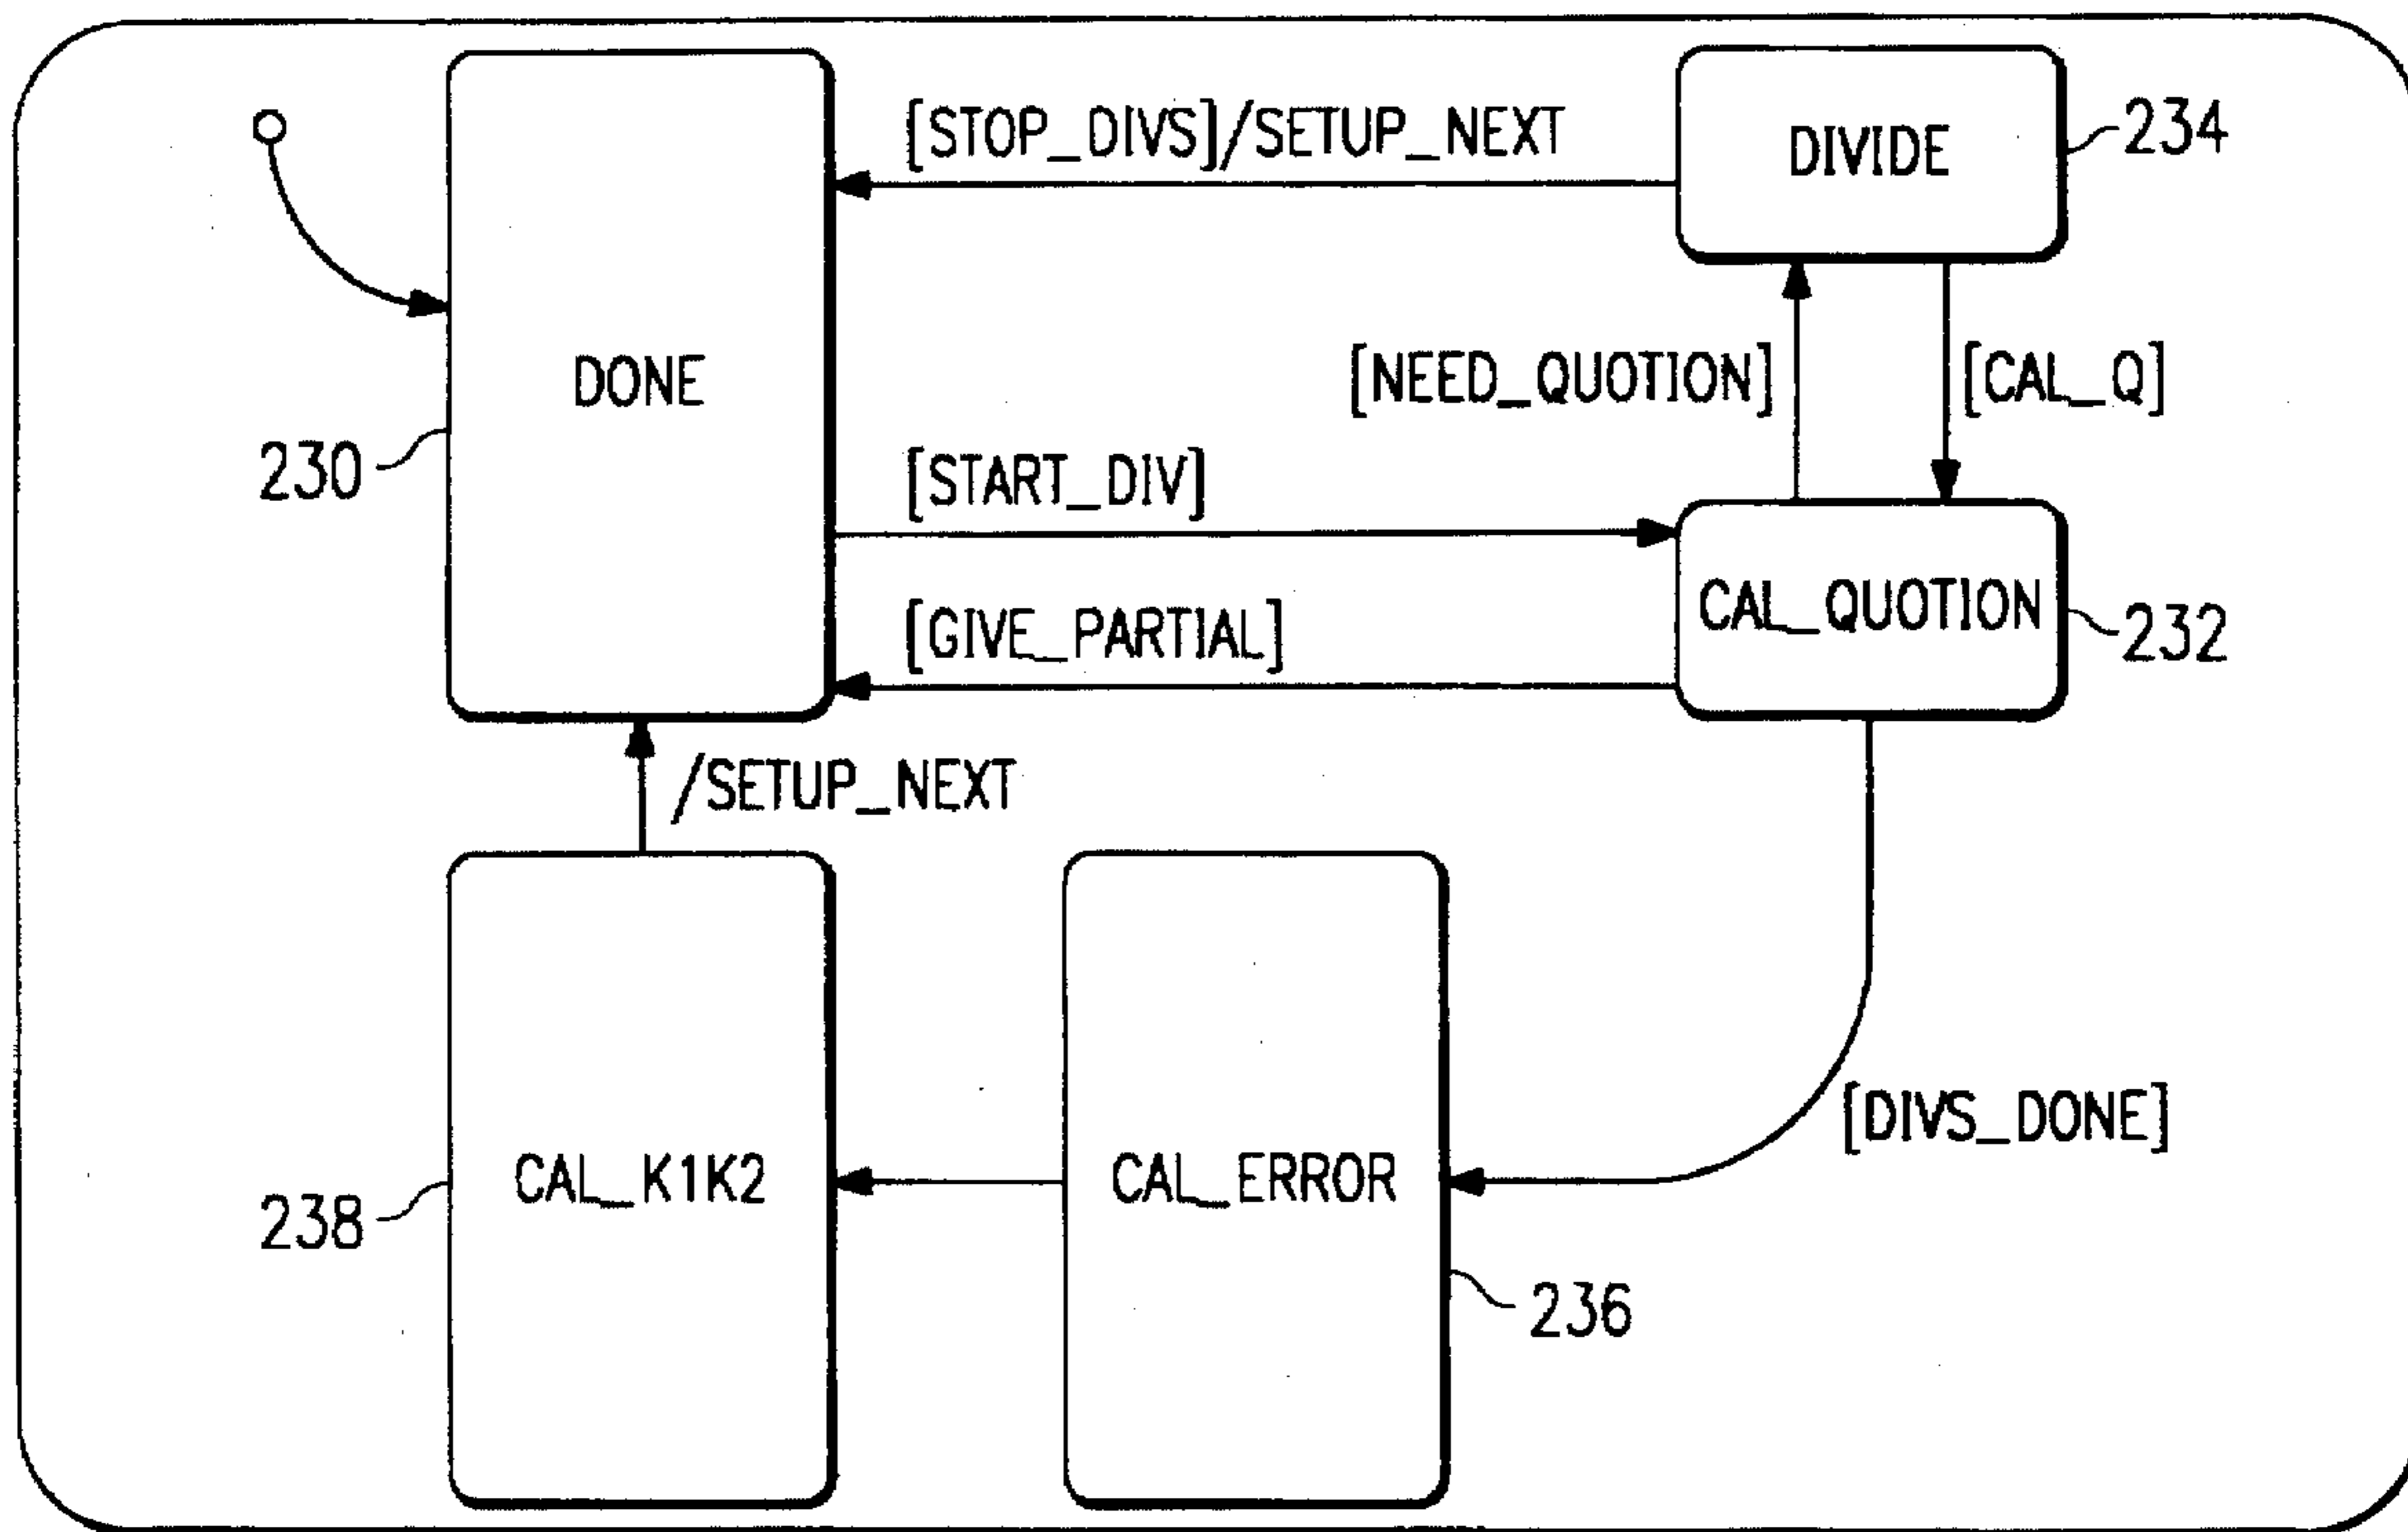 [STOP_DIVS]/SETUP_NEXT
DIVIDE
234
DONE
[NEED_QUOTION]
[CAL_Q]
230
[START_DIV]
CAL_QUOTION
232
[GIVE_PARTIAL]
/SETUP_NEXT
[DIVS_DONE]
CAL_K1K2
CAL_ERROR
238
236